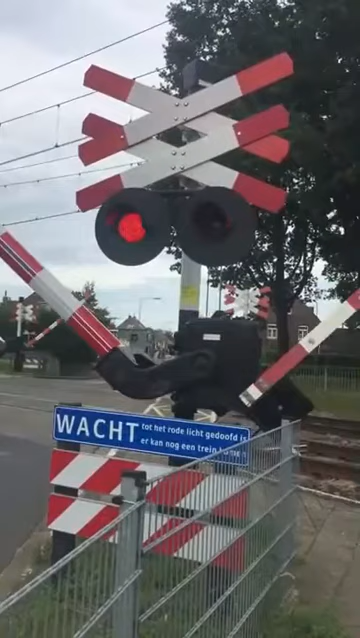 WACHT tot het rode licht gedoofd is
er kan nog een trein komen